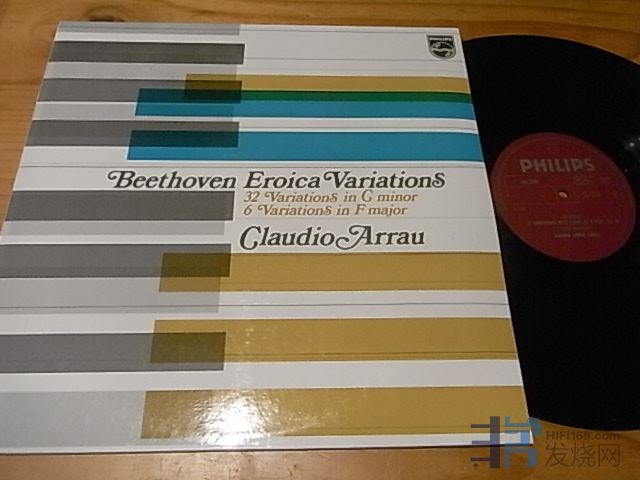 PHILIPS
Beethoven Eroica Variations
32 Variations in C minor
6 Variations in F major
Claudio Arrau
PHILIPS
HIFI168.com
发烧网